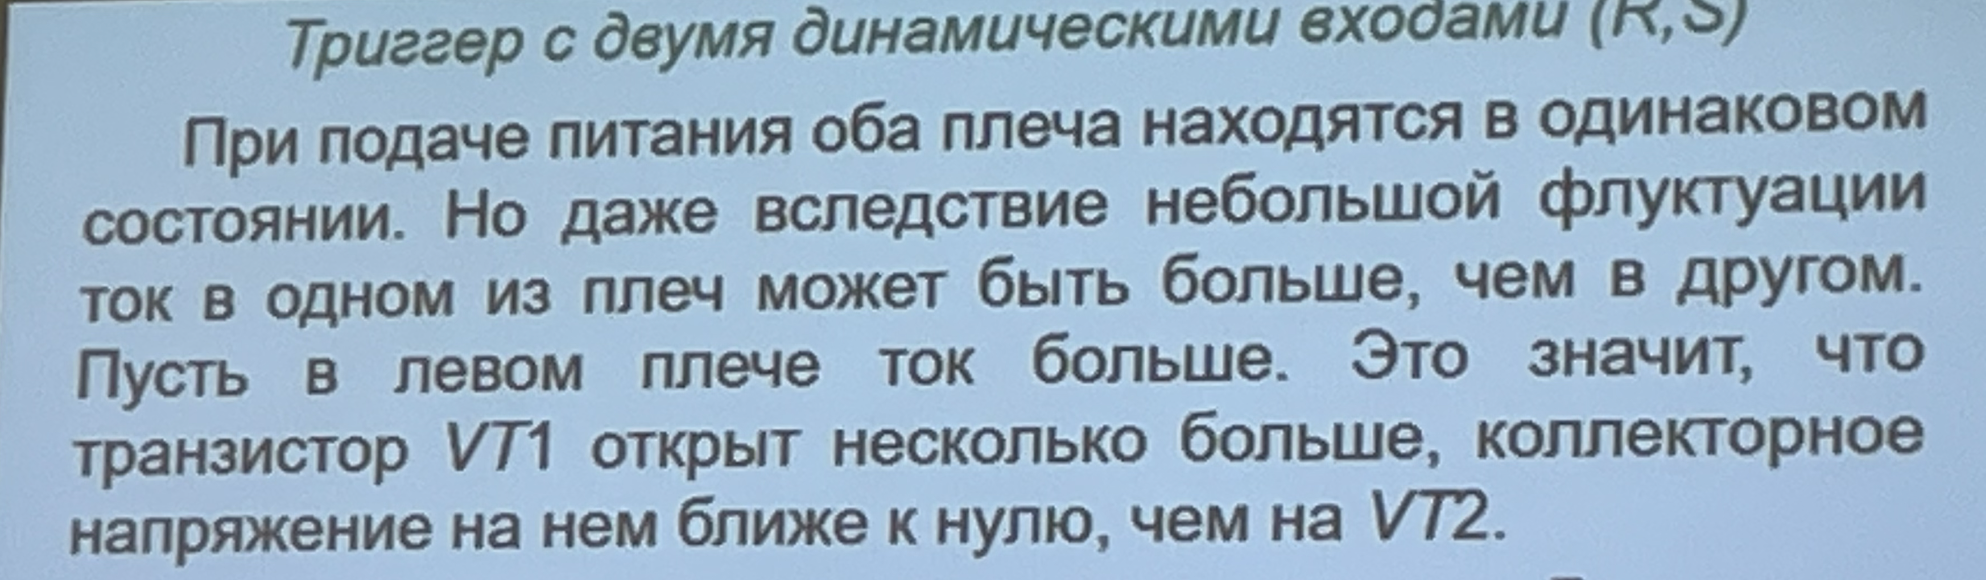 Триггер с двумя динамическими входами (R,S)
При подаче питания оба плеча находятся в одинаковом
состоянии. Но даже вследствие небольшой флуктуации
ток в одном из плеч может быть больше, чем в другом.
Пусть в левом плече ток больше. Это значит, что
транзистор VT1 открыт несколько больше, коллекторное
напряжение на нем ближе к нулю, чем на VT2.